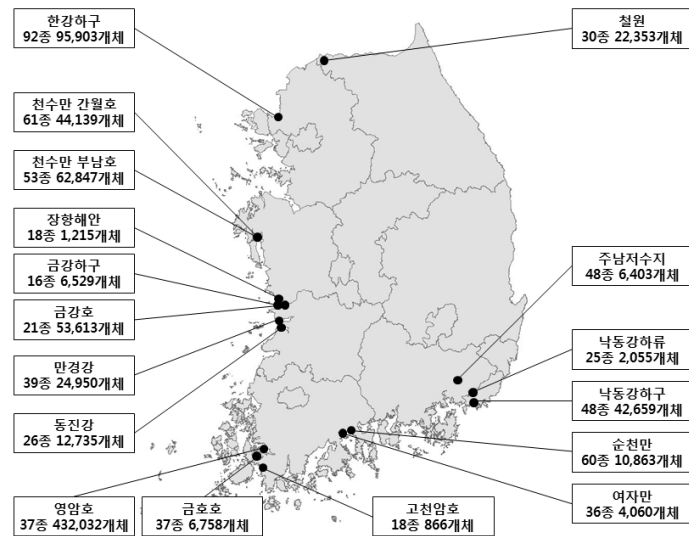 한강하구
92종 95,903개체
철원
30종 22,353개체
천수만 간월호
61종 44,139개체
천수만 부남호
53종 62,847개체
장항해안
18종 1,215개체
금강하구
16종 6,529개체
금강호
21종 53,613개체
만경강
39종 24,950개체
동진강
26종 12,735개체
주남저수지
48종 6,403개체
낙동강하류
25종 2,055개체
낙동강하구
48종 42,659개체
순천만
60종 10,863개체
여자만
36종 4,060개체
영암호
37종 432,032개체
금호호
37종 6,758개체
고천암호
18종 866개체